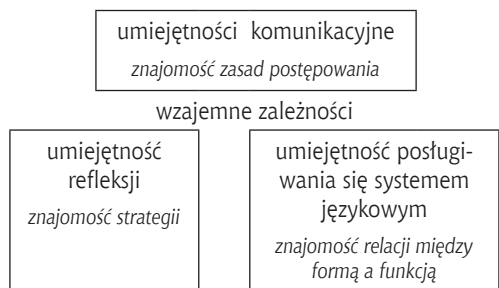 umiejętności komunikacyjne
znajomość zasad postępowania
wzajemne zależności
umiejętność
refleksji
znajomość strategii
umiejętność posługi-
wania się systemem
językowym
znajomość relacji między
formą a funkcją